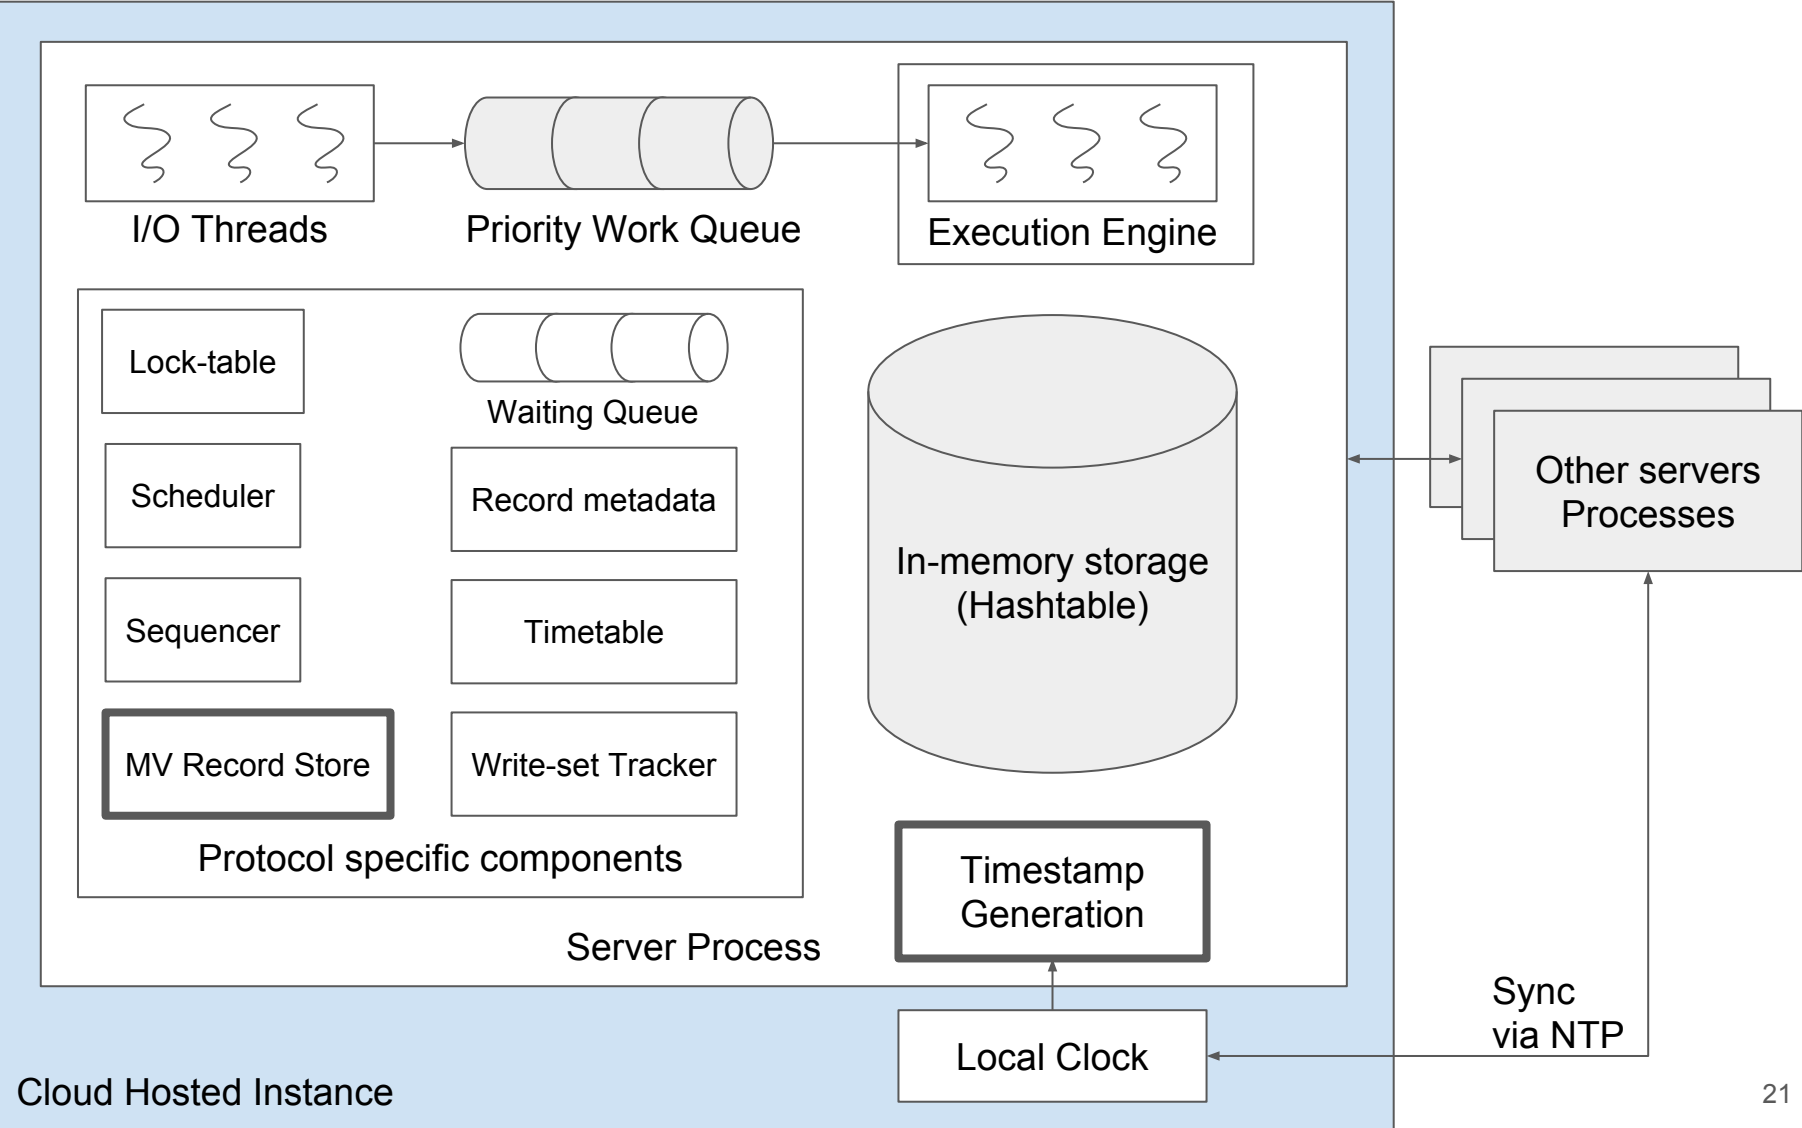 I/O Threads
Priority Work Queue
Execution Engine
Lock-table
Waiting Queue
Scheduler
Record metadata
Sequencer
Timetable
MV Record Store
Write-set Tracker
Protocol specific components
In-memory storage
(Hashtable)
Other servers
Processes
Timestamp
Generation
Server Process
Local Clock
Sync
via NTP
Cloud Hosted Instance
21